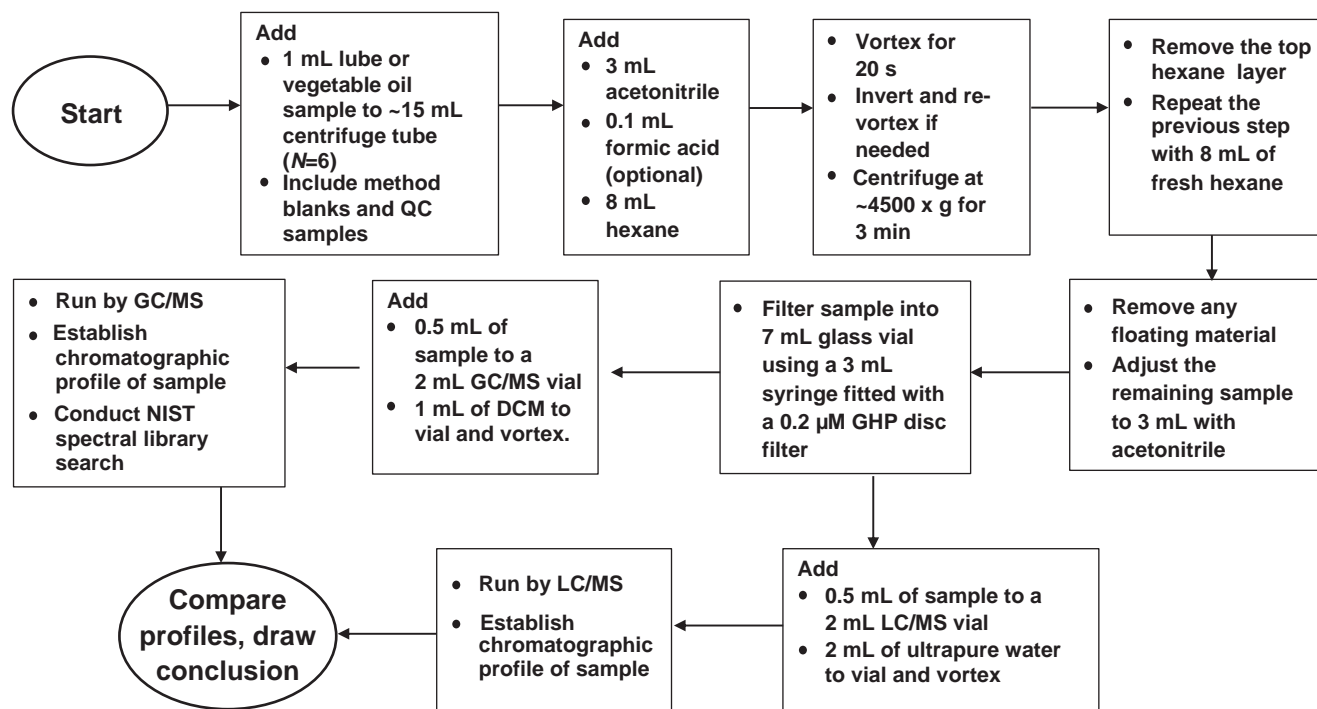 Start
Add
• 1 mL lube or
vegetable oil
sample to ~15 mL
centrifuge tube
(N=6)
• Include method
blanks and QC
samples
Add
• 3 mL
acetonitrile
• 0.1 mL
formic acid
(optional)
• 8 mL
hexane
• Vortex for
20 s
• Invert and re-
vortex if
needed
• Centrifuge at
~4500 x g for
3 min
• Remove the top
hexane layer
• Repeat the
previous step
with 8 mL of
fresh hexane
• Remove any
floating material
• Adjust the
remaining sample
to 3 mL with
acetonitrile
• Filter sample into
7 mL glass vial
using a 3 mL
syringe fitted with
a 0.2 µM GHP disc
filter
Add
• 0.5 mL of
sample to a
2 mL GC/MS vial
• 1 mL of DCM to
vial and vortex.
• Run by GC/MS
• Establish
chromatographic
profile of sample
• Conduct NIST
spectral library
search
Add
• 0.5 mL of sample to a
2 mL LC/MS vial
• 2 mL of ultrapure water
to vial and vortex
• Run by LC/MS
• Establish
chromatographic
profile of sample
Compare
profiles, draw
conclusion